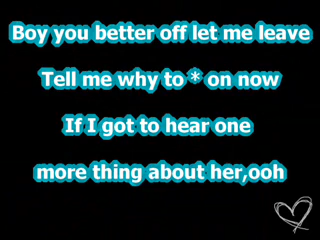 Boy you better off let me leave
Tell me why to * on now
If I got to hear one
more thing about her,ooh